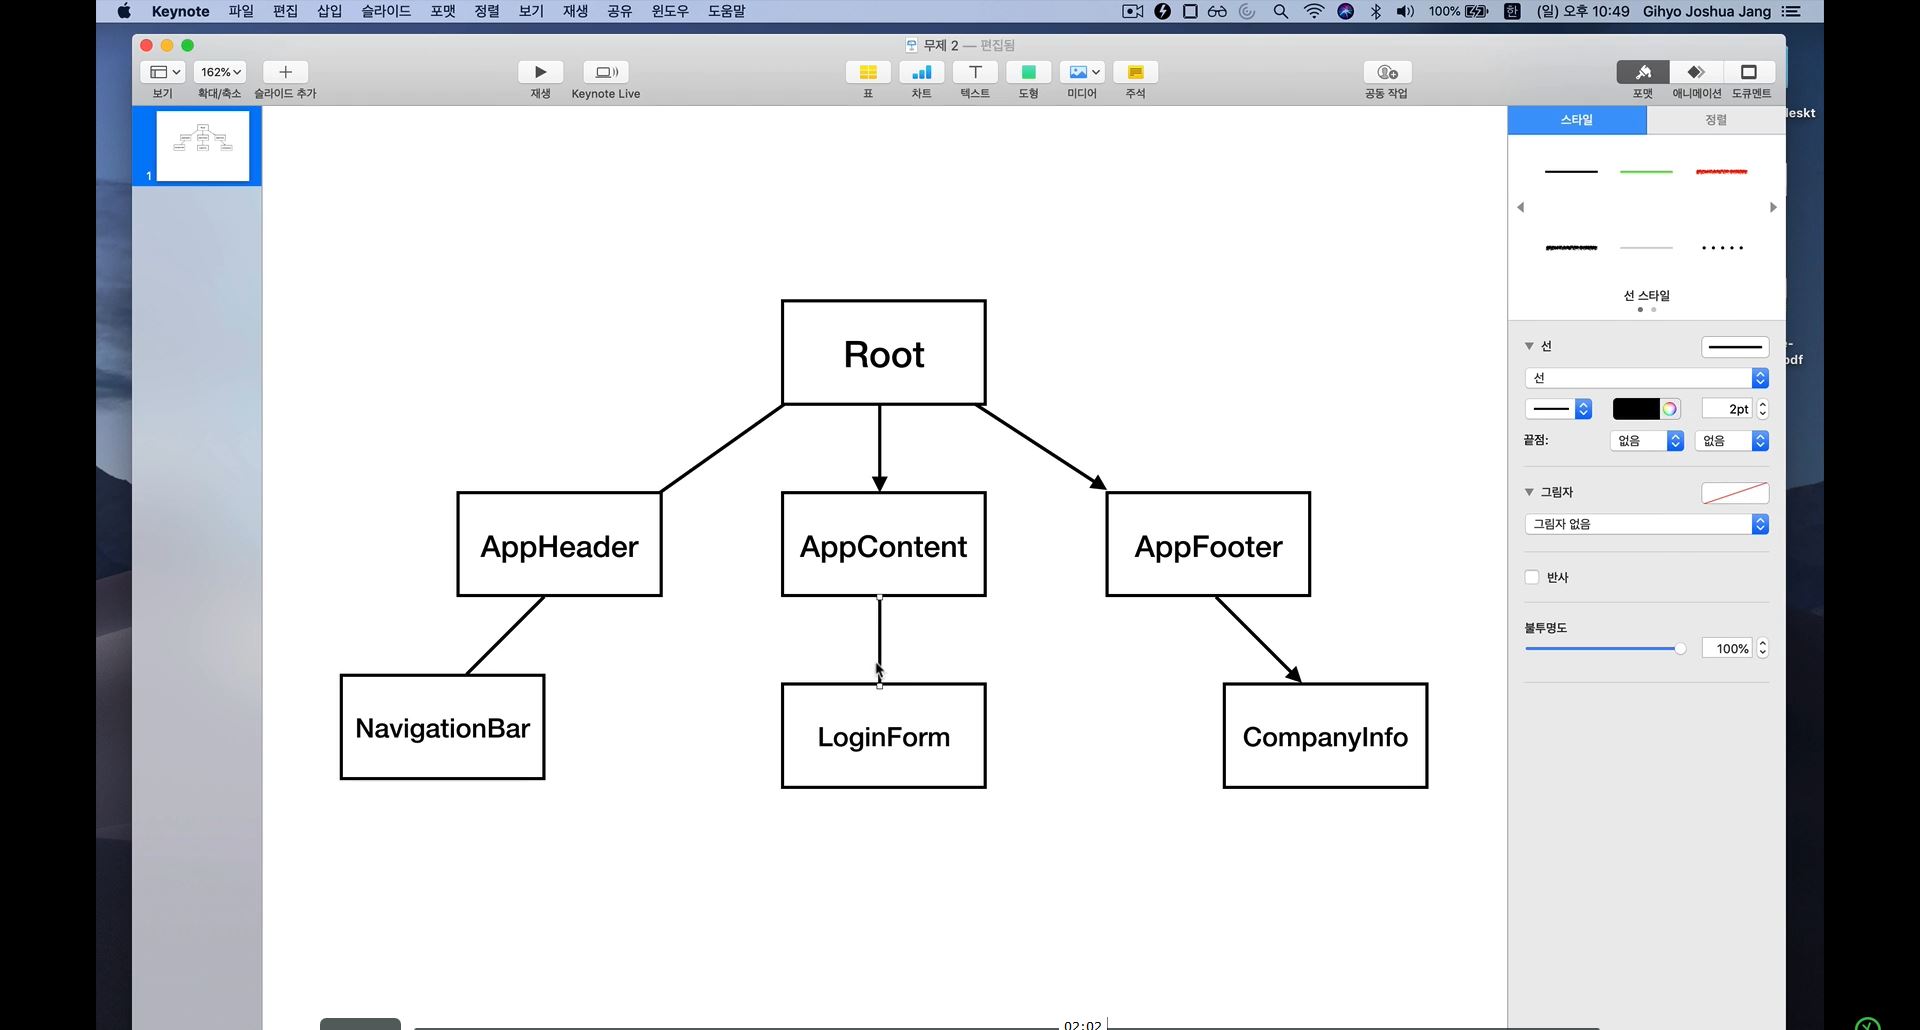 Keynote 파일 편집 삽입 슬라이드 포맷 정렬 보기 재생 공유 윈도우 도움말 100% 한 (일) 오후 10:49 Gihyo Joshua Jang
무제 2 — 편집됨
162%
보기 확대/축소 슬라이드 추가 재생 Keynote Live 표 차트 텍스트 도형 미디어 주석 공동 작업 포맷 애니메이션 도큐멘트
스타일 정렬
1
선 스타일
선
선
2pt
끝점: 없음 없음
그림자
그림자 없음
반사
불투명도
100%
Root
AppHeader AppContent AppFooter
NavigationBar LoginForm CompanyInfo
02:02